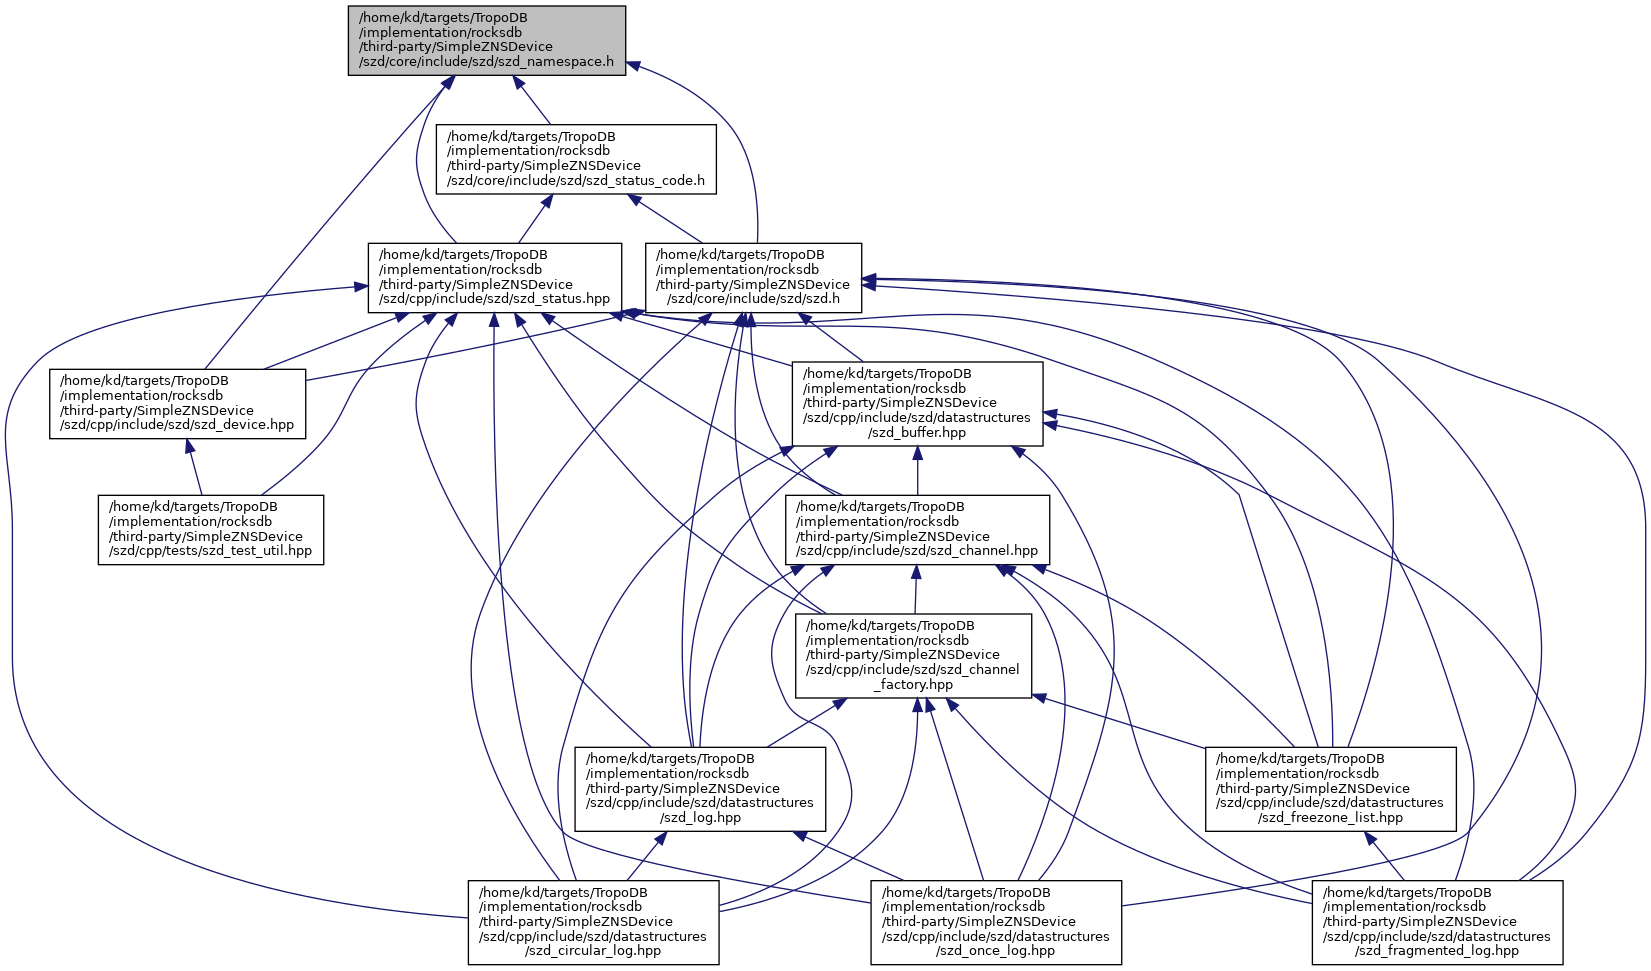 /home/kd/targets/TropoDB
/implementation/rocksdb
/third-party/SimpleZNSDevice
/szd/core/include/szd/szd_namespace.h
/home/kd/targets/TropoDB
/implementation/rocksdb
/third-party/SimpleZNSDevice
/szd/core/include/szd/szd_status_code.h
/home/kd/targets/TropoDB
/implementation/rocksdb
/third-party/SimpleZNSDevice
/szd/cpp/include/szd/szd_status.hpp
/home/kd/targets/TropoDB
/implementation/rocksdb
/third-party/SimpleZNSDevice
/szd/core/include/szd/szd.h
/home/kd/targets/TropoDB
/implementation/rocksdb
/third-party/SimpleZNSDevice
/szd/cpp/include/szd/szd_device.hpp
/home/kd/targets/TropoDB
/implementation/rocksdb
/third-party/SimpleZNSDevice
/szd/cpp/include/szd/datastructures
/szd_buffer.hpp
/home/kd/targets/TropoDB
/implementation/rocksdb
/third-party/SimpleZNSDevice
/szd/cpp/tests/szd_test_util.hpp
/home/kd/targets/TropoDB
/implementation/rocksdb
/third-party/SimpleZNSDevice
/szd/cpp/include/szd/szd_channel.hpp
/home/kd/targets/TropoDB
/implementation/rocksdb
/third-party/SimpleZNSDevice
/szd/cpp/include/szd/szd_channel
_factory.hpp
/home/kd/targets/TropoDB
/implementation/rocksdb
/third-party/SimpleZNSDevice
/szd/cpp/include/szd/datastructures
/szd_log.hpp
/home/kd/targets/TropoDB
/implementation/rocksdb
/third-party/SimpleZNSDevice
/szd/cpp/include/szd/datastructures
/szd_freezone_list.hpp
/home/kd/targets/TropoDB
/implementation/rocksdb
/third-party/SimpleZNSDevice
/szd/cpp/include/szd/datastructures
/szd_circular_log.hpp
/home/kd/targets/TropoDB
/implementation/rocksdb
/third-party/SimpleZNSDevice
/szd/cpp/include/szd/datastructures
/szd_once_log.hpp
/home/kd/targets/TropoDB
/implementation/rocksdb
/third-party/SimpleZNSDevice
/szd/cpp/include/szd/datastructures
/szd_fragmented_log.hpp